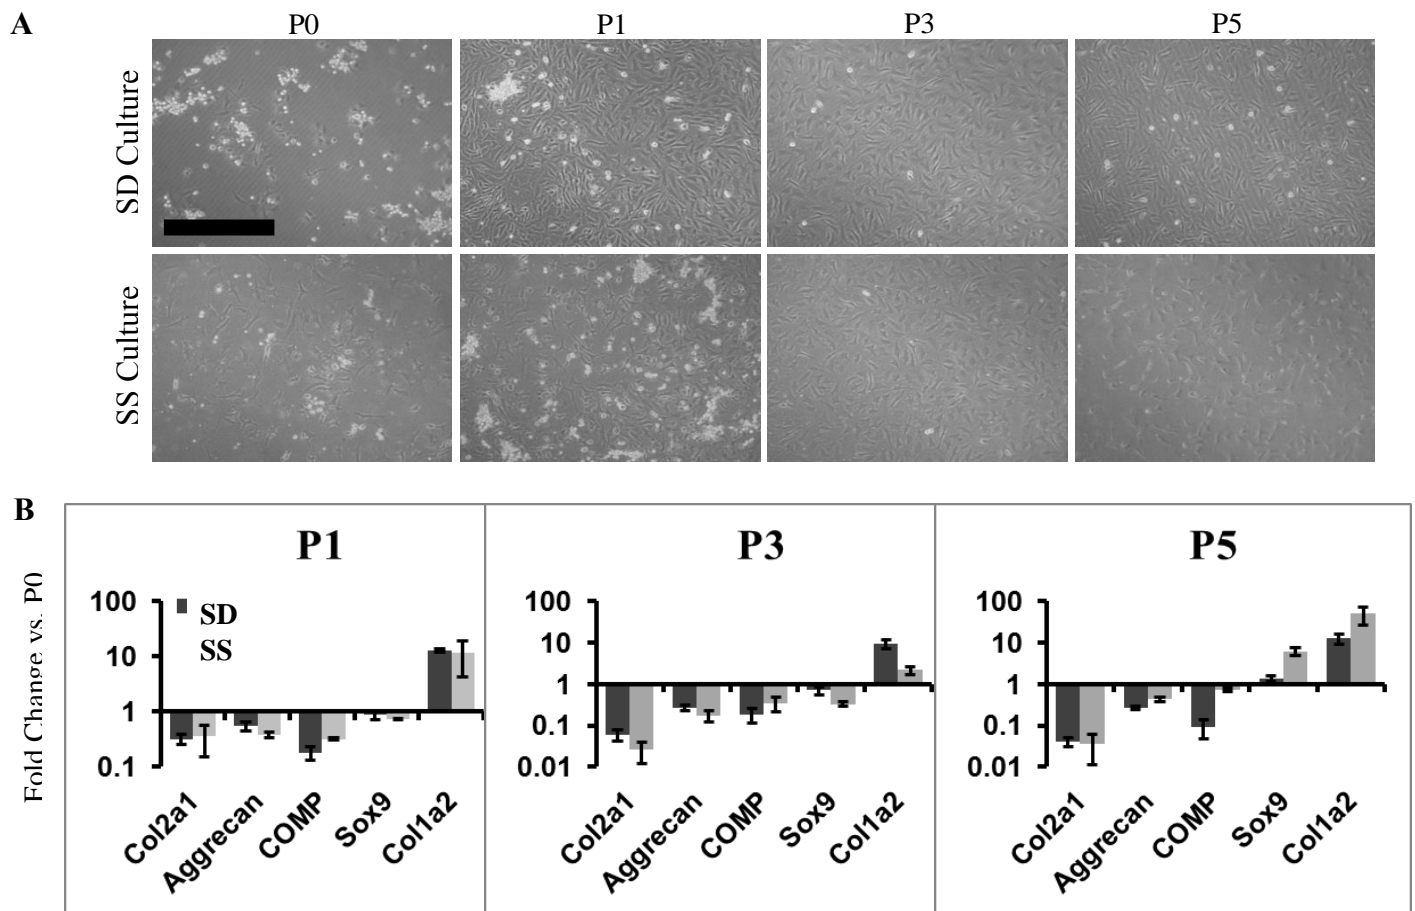 A
P0
P1
P3
P5
SD Culture
SS Culture
B
Fold Change vs. P0
P1
100
10
1
0.1
SD
SS
Col2a1
Aggrecan
COMP
Sox9
Col1a2
P3
100
10
1
0.1
0.01
Col2a1
Aggrecan
COMP
Sox9
Col1a2
P5
100
10
1
0.1
0.01
Col2a1
Aggrecan
COMP
Sox9
Col1a2